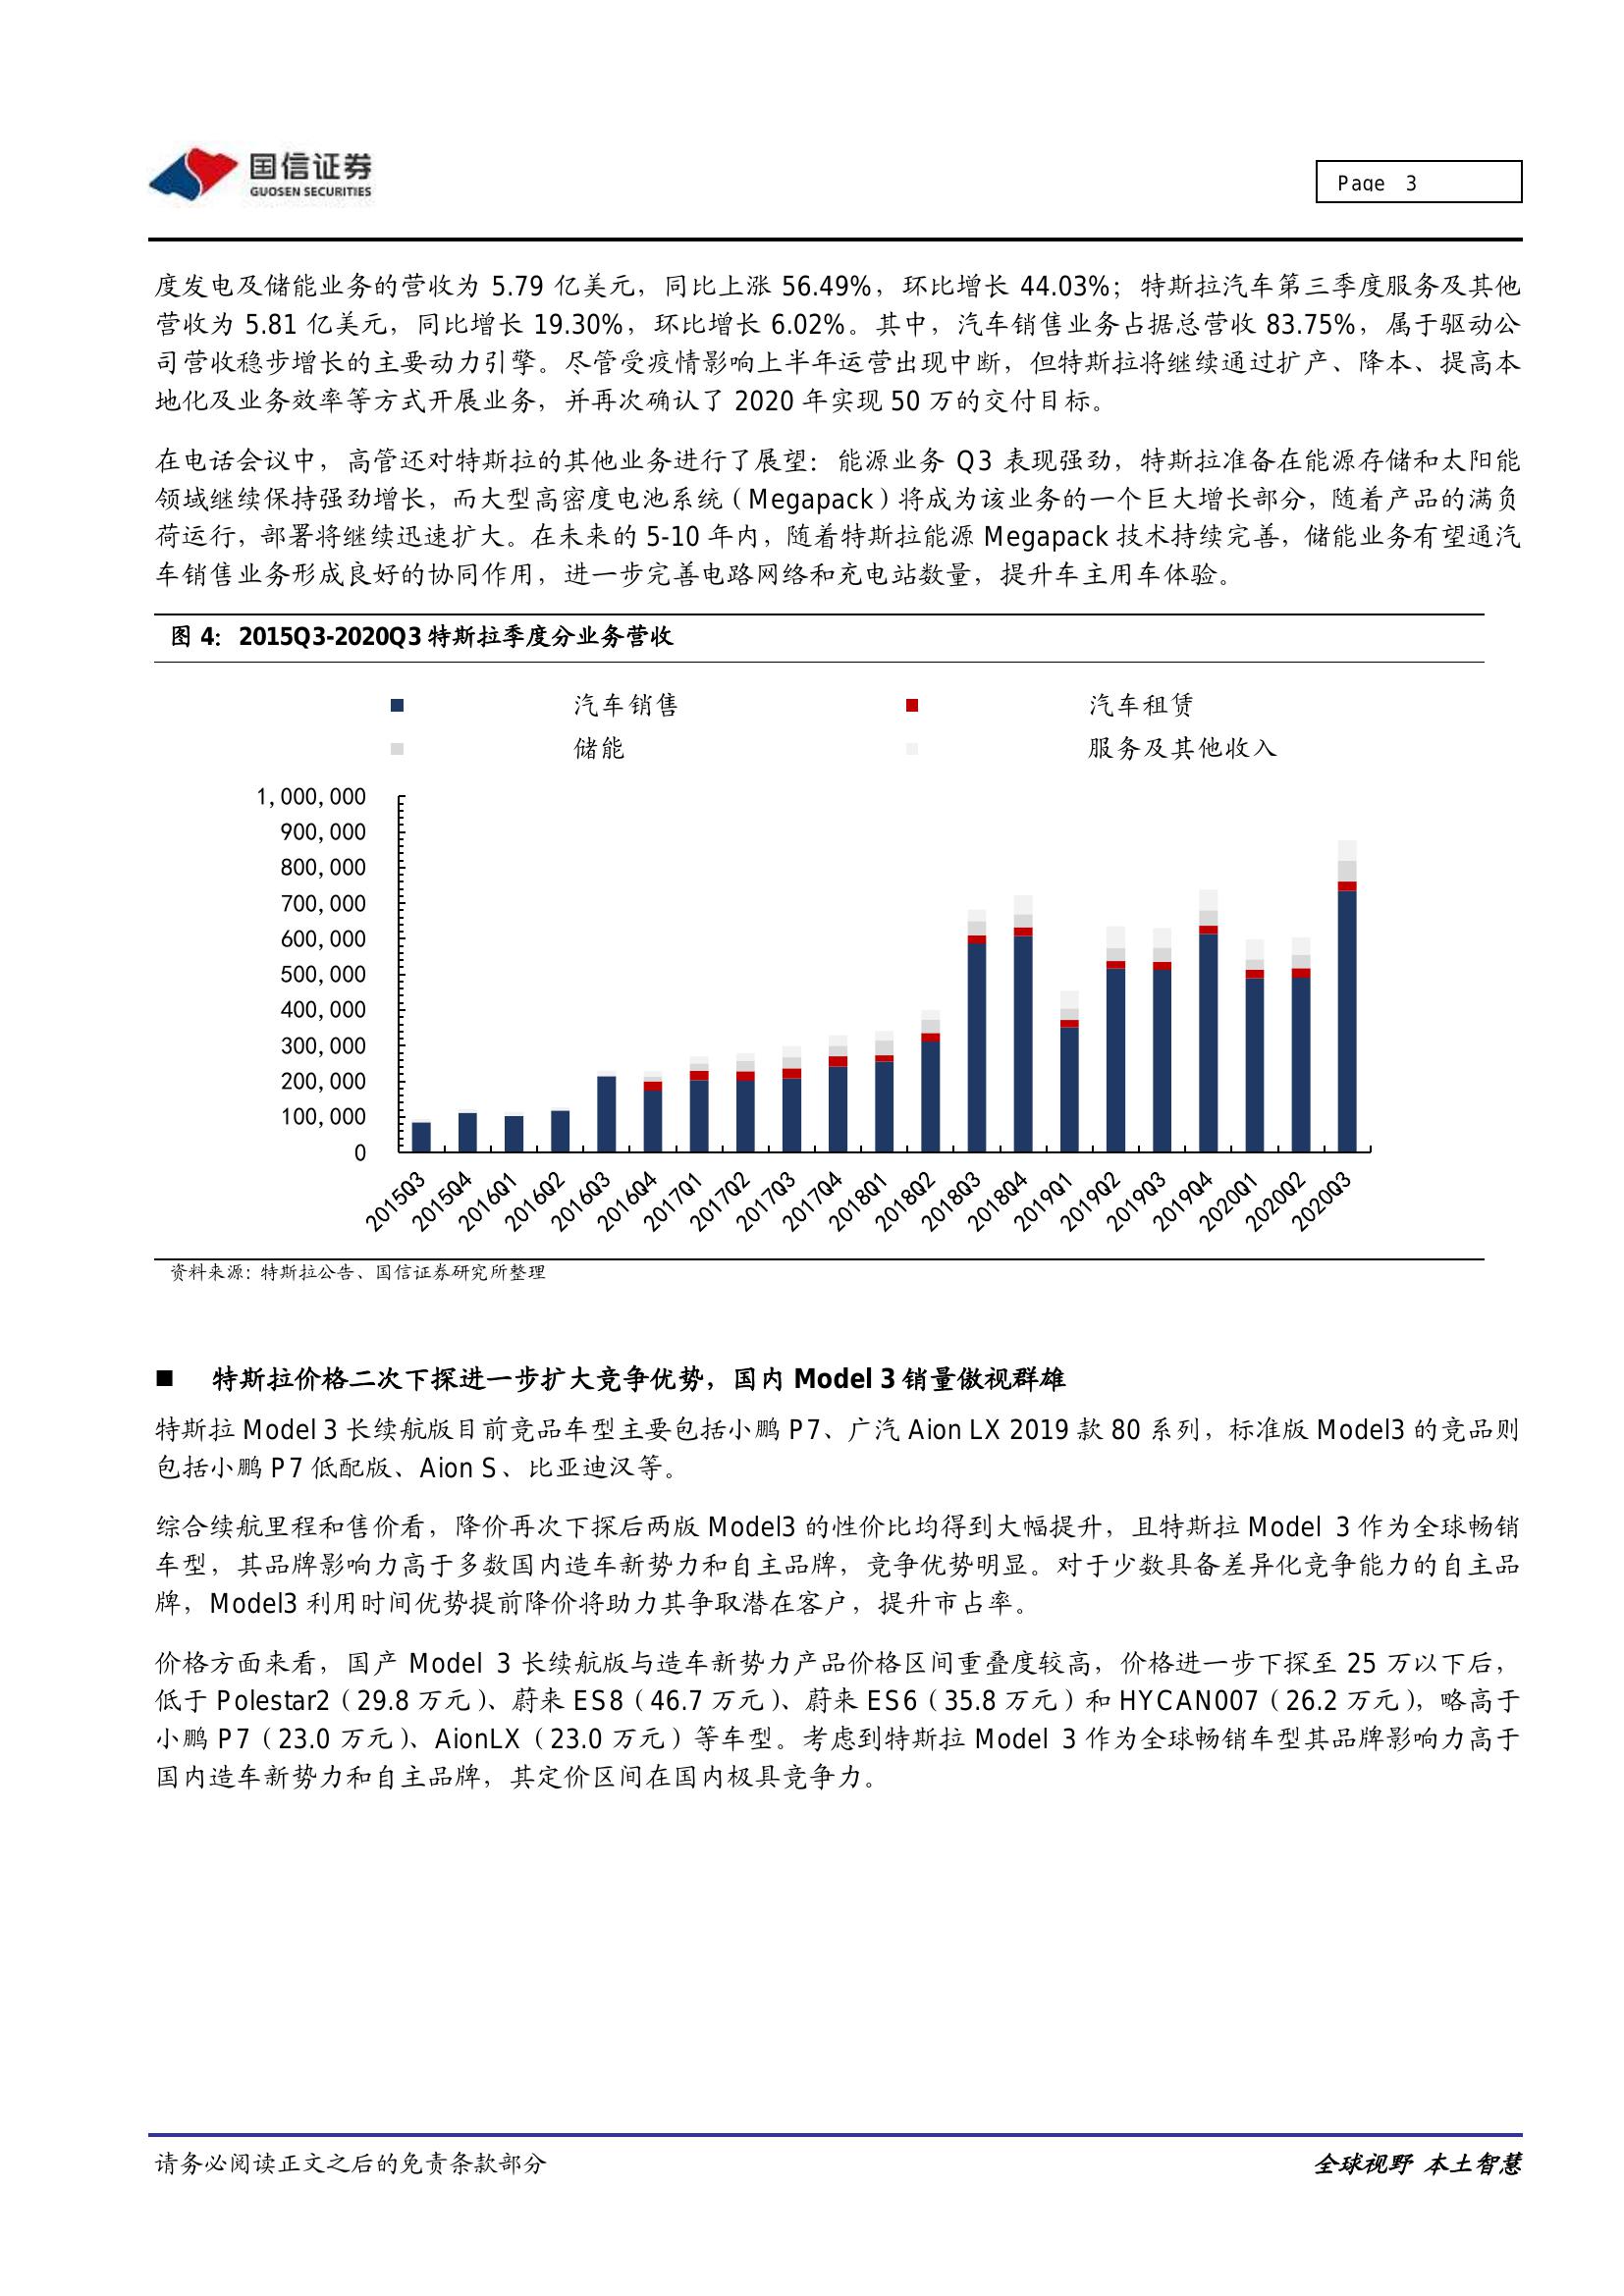 国信证券
GUOSEN SECURITIES
Page 3
度发电及储能业务的营收为 5.79 亿美元，同比上涨 56.49%，环比增长 44.03%；特斯拉汽车第三季度服务及其他
营收为 5.81 亿美元，同比增长 19.30%，环比增长 6.02%。其中，汽车销售业务占据总营收 83.75%，属于驱动公
司营收稳步增长的主要动力引擎。尽管受疫情影响上半年运营出现中断，但特斯拉将继续通过扩产、降本、提高本
地化及业务效率等方式开展业务，并再次确认了 2020 年实现 50 万的交付目标。
在电话会议中，高管还对特斯拉的其他业务进行了展望：能源业务 Q3 表现强劲，特斯拉准备在能源存储和太阳能
领域继续保持强劲增长，而大型高密度电池系统（Megapack）将成为该业务的一个巨大增长部分，随着产品的满负
荷运行，部署将继续迅速扩大。在未来的 5-10 年内，随着特斯拉能源 Megapack 技术持续完善，储能业务有望通汽
车销售业务形成良好的协同作用，进一步完善电路网络和充电站数量，提升车主用车体验。
图 4：2015Q3-2020Q3 特斯拉季度分业务营收
汽车销售
汽车租赁
储能
服务及其他收入
1,000,000
900,000
800,000
700,000
600,000
500,000
400,000
300,000
200,000
100,000
0
2015Q3
2015Q4
2016Q1
2016Q2
2016Q3
2016Q4
2017Q1
2017Q2
2017Q3
2017Q4
2018Q1
2018Q2
2018Q3
2018Q4
2019Q1
2019Q2
2019Q3
2019Q4
2020Q1
2020Q2
2020Q3
资料来源：特斯拉公告、国信证券研究所整理
■ 特斯拉价格二次下探进一步扩大竞争优势，国内 Model 3 销量傲视群雄
特斯拉 Model 3 长续航版目前竞品车型主要包括小鹏 P7、广汽 Aion LX 2019 款 80 系列，标准版 Model3 的竞品则
包括小鹏 P7 低配版、Aion S、比亚迪汉等。
综合续航里程和售价看，降价再次下探后两版 Model3 的性价比均得到大幅提升，且特斯拉 Model 3 作为全球畅销
车型，其品牌影响力高于多数国内造车新势力和自主品牌，竞争优势明显。对于少数具备差异化竞争能力的自主品
牌，Model3 利用时间优势提前降价将助力其争取潜在客户，提升市占率。
价格方面来看，国产 Model 3 长续航版与造车新势力产品价格区间重叠度较高，价格进一步下探至 25 万以下后，
低于 Polestar2（29.8 万元）、蔚来 ES8（46.7 万元）、蔚来 ES6（35.8 万元）和 HYCAN007（26.2 万元），略高于
小鹏 P7（23.0 万元）、AionLX（23.0 万元）等车型。考虑到特斯拉 Model 3 作为全球畅销车型其品牌影响力高于
国内造车新势力和自主品牌，其定价区间在国内极具竞争力。
请务必阅读正文之后的免责条款部分
全球视野 本土智慧